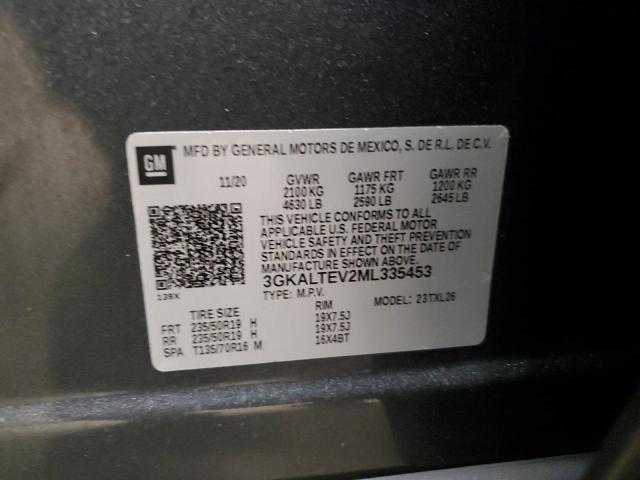 GM
MFD BY GENERAL MOTORS DE MEXICO, S. DE R.L. DE C.V.
11/20 GVWR GAWR FRT GAWR RR
2100 KG 1175 KG 1200 KG
4630 LB 2590 LB 2645 LB
THIS VEHICLE CONFORMS TO ALL
APPLICABLE U.S. FEDERAL MOTOR
VEHICLE SAFETY AND THEFT PREVENTION
STANDARDS IN EFFECT ON THE DATE OF
MANUFACTURE SHOWN ABOVE.
3GKALTEV2ML335453
139X
TYPE: M.P.V. MODEL: 23TXL26
TIRE SIZE RIM
FRT 235/50R19 H 19X7.5J
RR 235/50R19 H 19X7.5J
SPA T135/70R16 M 16X4BT